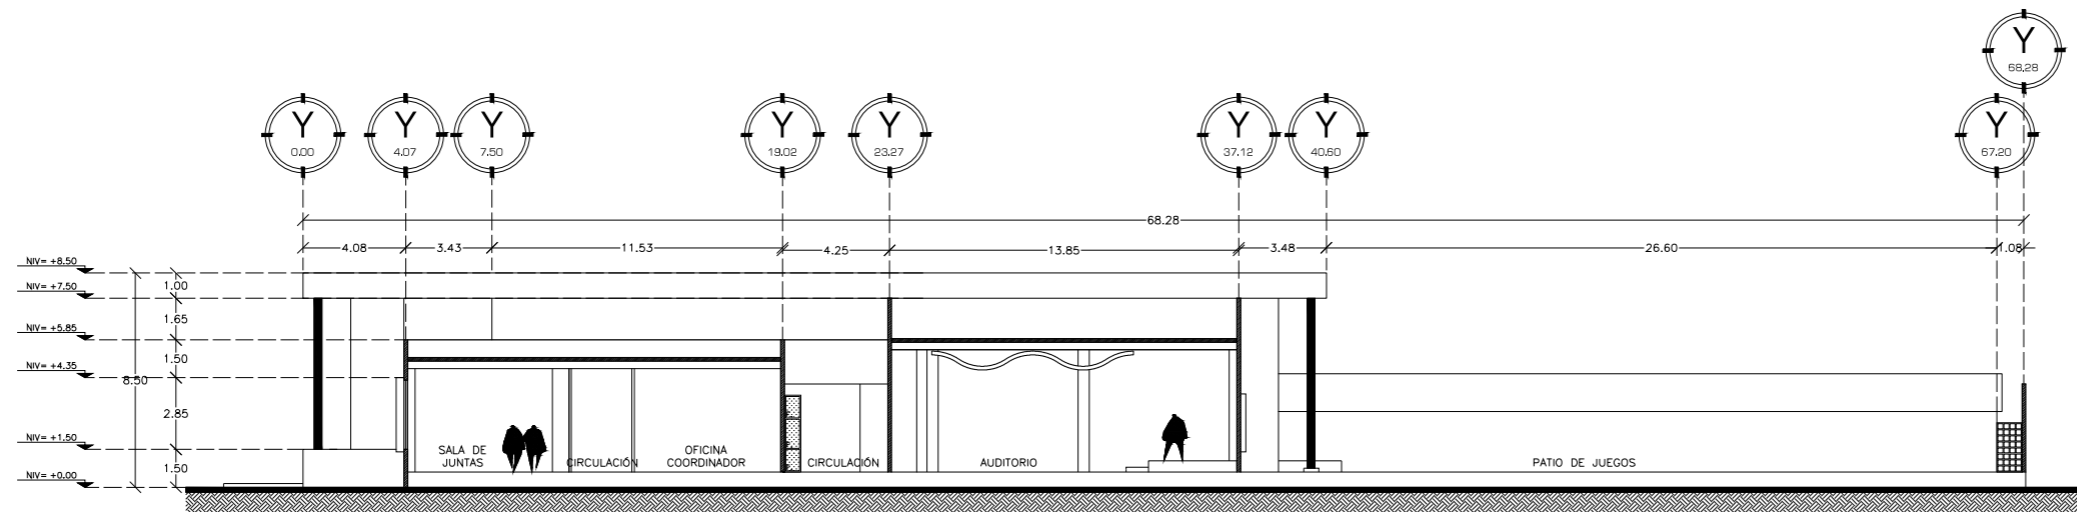 Y
68.28
Y
0.00
Y
4.07
Y
7.50
Y
19.02
Y
23.27
Y
37.12
Y
40.60
Y
67.20
68.28
4.08
3.43
11.53
4.25
13.85
3.48
26.60
1.08
NIV= +8.50
NIV= +7.50
NIV= +5.85
NIV= +4.35
NIV= +1.50
NIV= +0.00
8.50
1.00
1.65
1.50
2.85
1.50
SALA DE
JUNTAS
CIRCULACIÓN
OFICINA
COORDINADOR
CIRCULACIÓN
AUDITORIO
PATIO DE JUEGOS